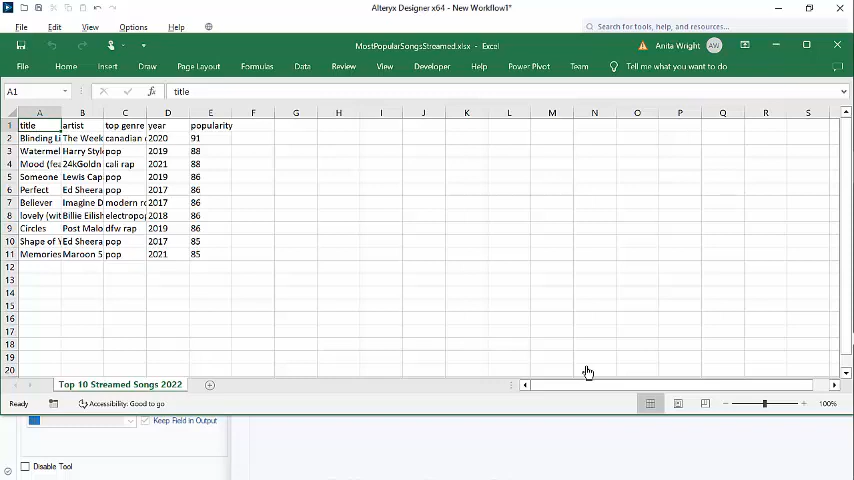 Alteryx Designer x64 - New Workflow1*
File Edit View Options Help Search for tools, help, or resources...
MostPopularSongsStreamed.xlsx - Excel Anita Wright AW
File Home Insert Draw Page Layout Formulas Data Review View Developer Help Power Pivot Team Tell me what you want to do
A1 fx title
A B C D E F G H I J K L M N O P Q R S
1 title artist top genre year popularity
2 Blinding Li The Week canadian 2020 91
3 Watermel Harry Style pop 2019 88
4 Mood (fea 24kGoldn cali rap 2021 88
5 Someone Lewis Cap pop 2019 86
6 Perfect Ed Sheera pop 2017 86
7 Believer Imagine D modern ro 2017 86
8 lovely (wit Billie Eilish electropo 2018 86
9 Circles Post Malo dfw rap 2019 86
10 Shape of Y Ed Sheera pop 2017 85
11 Memories Maroon 5 pop 2021 85
12
13
14
15
16
17
18
19
20
Top 10 Streamed Songs 2022
Ready Accessibility: Good to go 100%
Keep Field in Output
Disable Tool